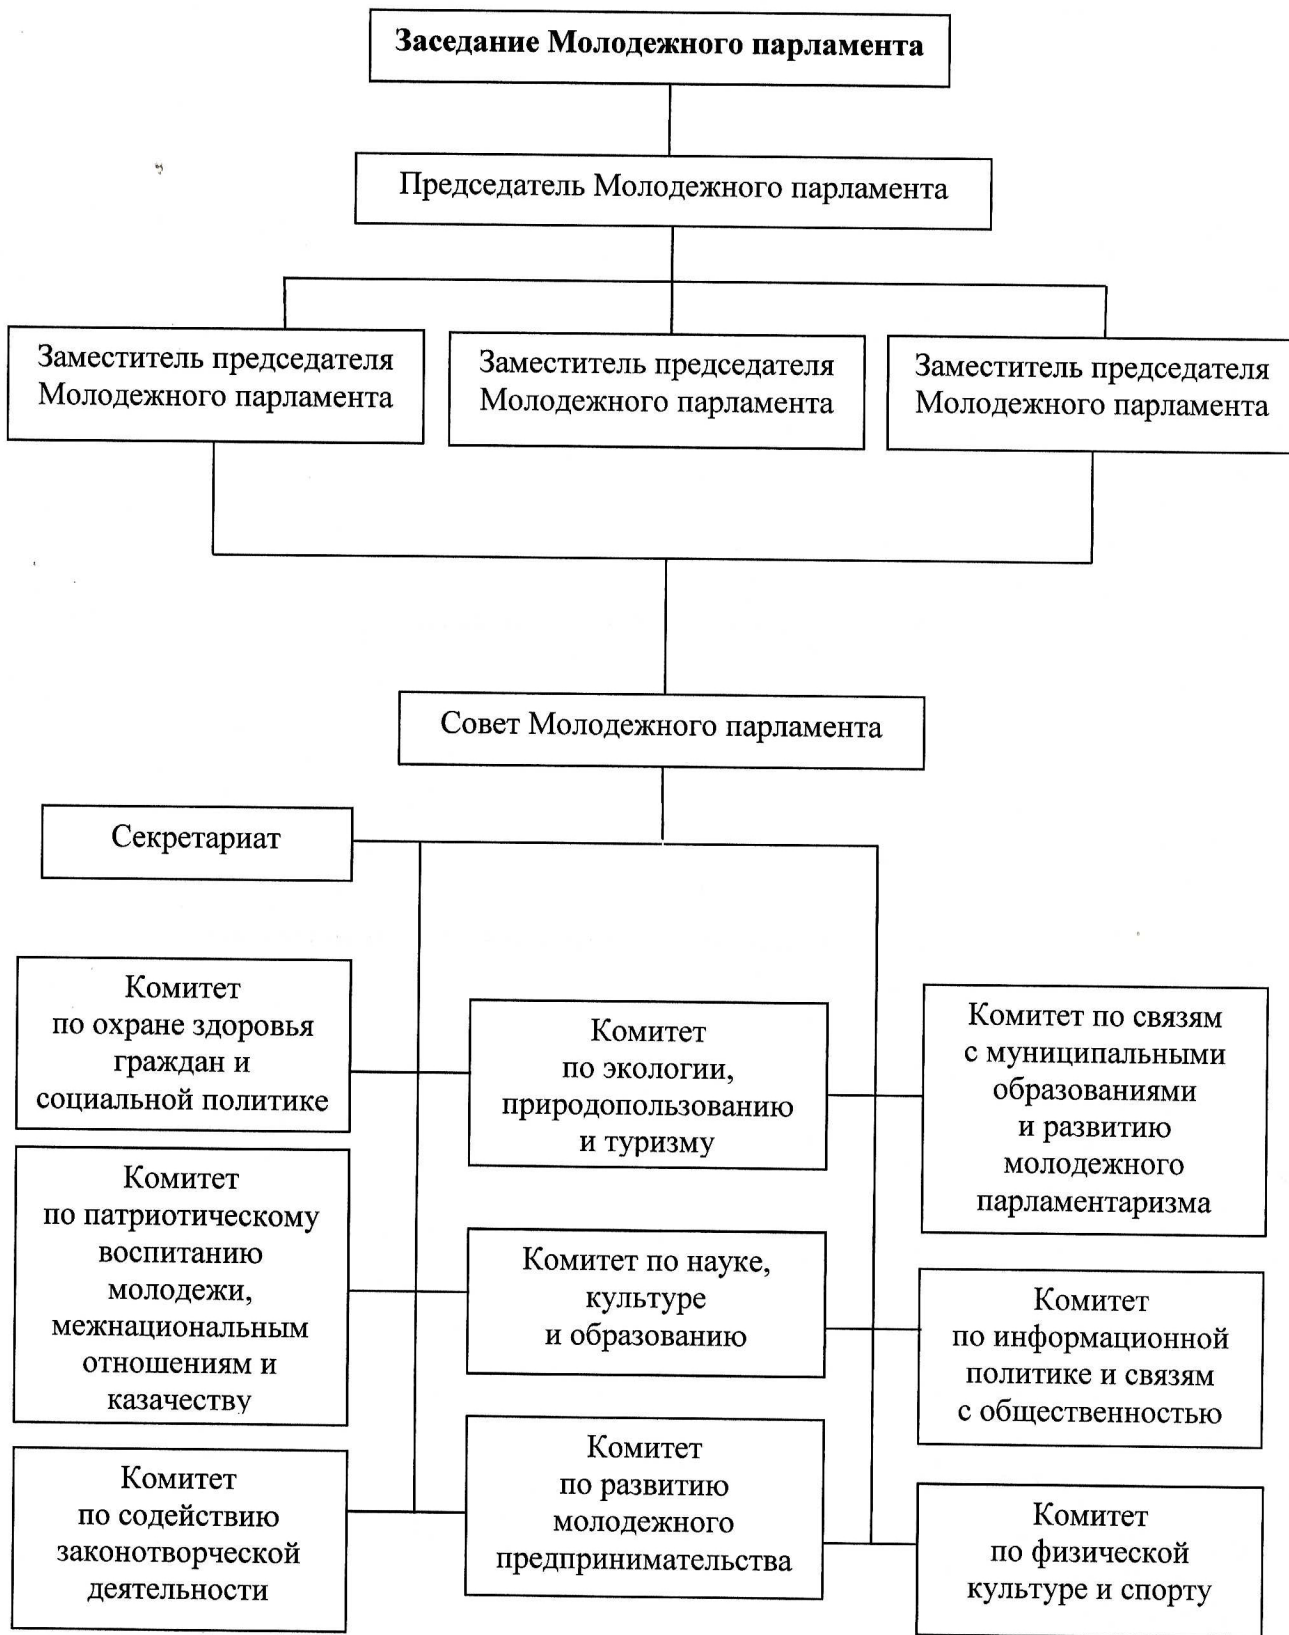 Заседание Молодежного парламента
Председатель Молодежного парламента
Заместитель председателя
Молодежного парламента
Заместитель председателя
Молодежного парламента
Заместитель председателя
Молодежного парламента
Совет Молодежного парламента
Секретариат
Комитет
по охране здоровья
граждан и
социальной политике
Комитет
по экологии,
природопользованию
и туризму
Комитет по связям
с муниципальными
образованиями
и развитию
молодежного
парламентаризма
Комитет
по патриотическому
воспитанию
молодежи,
межнациональным
отношениям и
казачеству
Комитет по науке,
культуре
и образованию
Комитет
по информационной
политике и связям
с общественностью
Комитет
по содействию
законотворческой
деятельности
Комитет
по развитию
молодежного
предпринимательства
Комитет
по физической
культуре и спорту